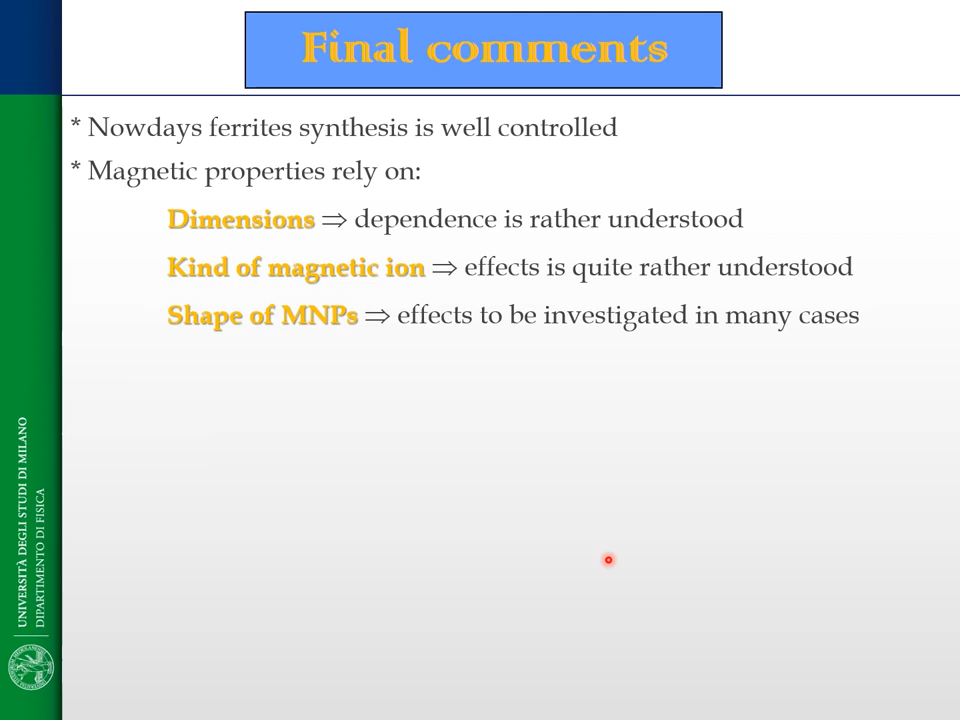 Final comments
* Nowdays ferrites synthesis is well controlled
* Magnetic properties rely on:
Dimensions ⇒ dependence is rather understood
Kind of magnetic ion ⇒ effects is quite rather understood
Shape of MNPs ⇒ effects to be investigated in many cases
UNIVERSITÀ DEGLI STUDI DI MILANO
DIPARTIMENTO DI FISICA